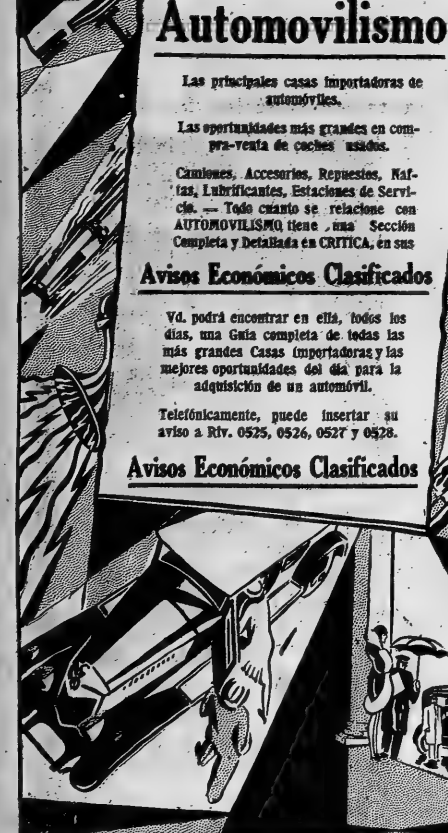 Automovilismo
Las principales casas importadoras de
automóviles.
Las oportunidades más grandes en com-
pra-venta de coches usados.
Camiones, Accesorios, Repuestos, Naf-
tas, Lubrificantes, Estaciones de Servi-
cio. — Todo cuanto se relacione con
AUTOMOVILISMO tiene una Sección
Completa y Detallada en CRITICA, en sus
Avisos Económicos Clasificados
Vd. podrá encontrar en ella, todos los
días, una Guía completa de todas las
más grandes Casas importadoras y las
mejores oportunidades del día para la
adquisición de un automóvil.
Telefónicamente, puede insertar su
aviso a Riv. 0525, 0526, 0527 y 0528.
Avisos Económicos Clasificados